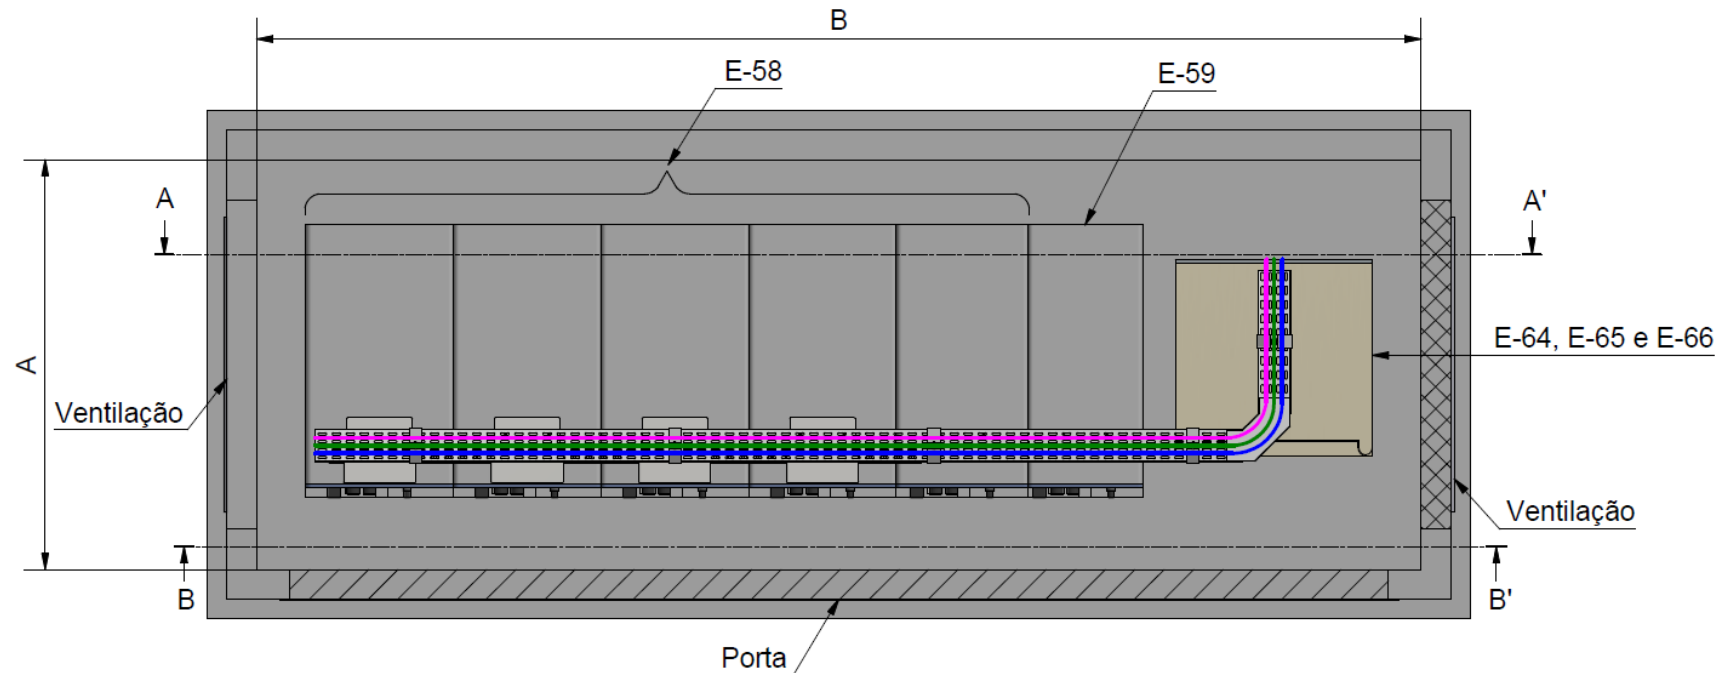 B
E-58
E-59
A
A'
A
E-64, E-65 e E-66
Ventilação
Ventilação
B
B'
Porta